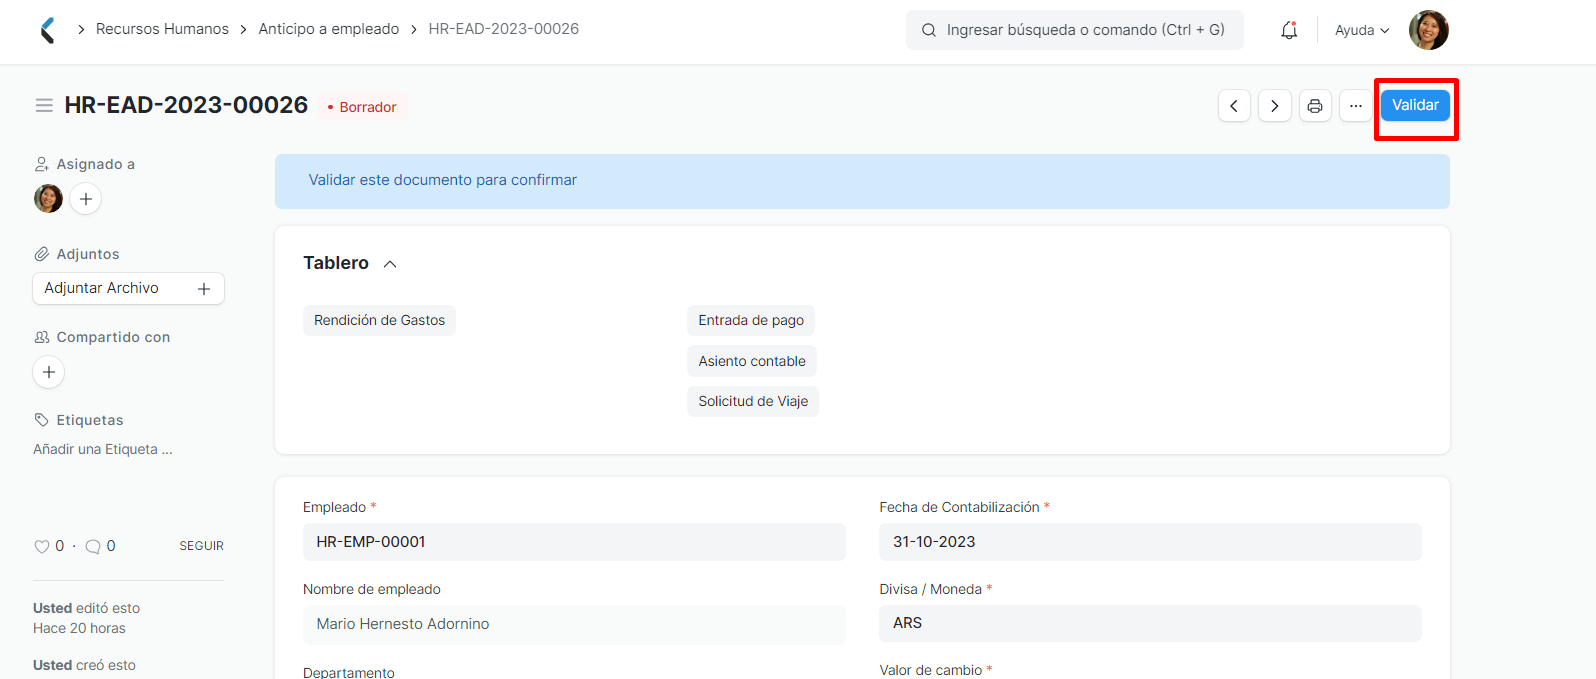 Recursos Humanos Anticipo a empleado HR-EAD-2023-00026
Ingresar búsqueda o comando (Ctrl + G)
Ayuda
HR-EAD-2023-00026
Borrador
...
Validar
Asignado a
Adjuntos
Adjuntar Archivo
Compartido con
Etiquetas
Añadir una Etiqueta ...
0 · 0
SEGUIR
Usted editó esto
Hace 20 horas
Usted creó esto
Validar este documento para confirmar
Tablero
Rendición de Gastos
Entrada de pago
Asiento contable
Solicitud de Viaje
Empleado *
HR-EMP-00001
Nombre de empleado
Mario Hernesto Adornino
Departamento
Fecha de Contabilización *
31-10-2023
Divisa / Moneda *
ARS
Valor de cambio *